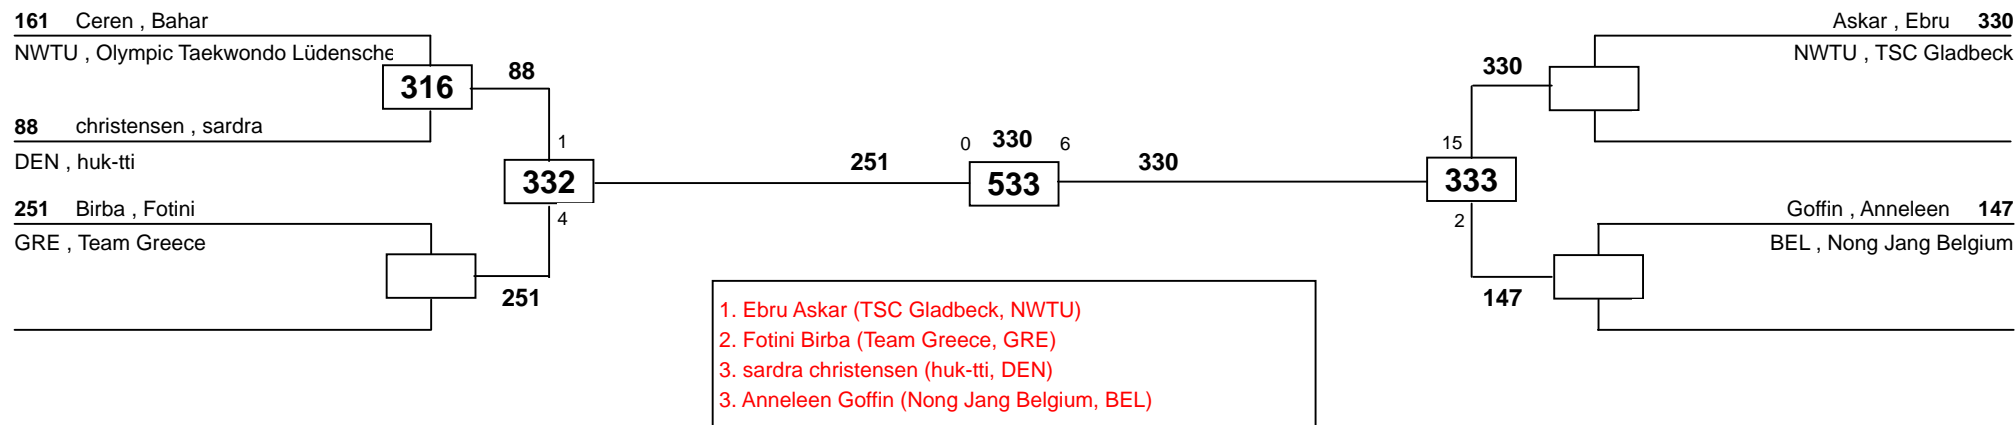 161 Ceren , Bahar
NWTU , Olympic Taekwondo Lüdensche
316
88
88 christensen , sardra
DEN , huk-tti
1
332
4
251 Birba , Fotini
GRE , Team Greece
251
251
0 330 6
533
330
Askar , Ebru 330
NWTU , TSC Gladbeck
330
15
333
2
Goffin , Anneleen 147
BEL , Nong Jang Belgium
147
1. Ebru Askar (TSC Gladbeck, NWTU)
2. Fotini Birba (Team Greece, GRE)
3. sardra christensen (huk-tti, DEN)
3. Anneleen Goffin (Nong Jang Belgium, BEL)